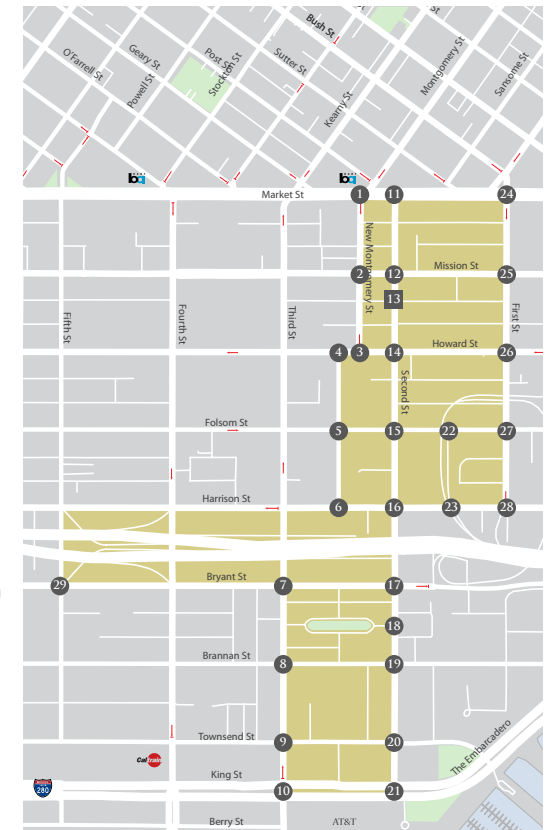 Bush St
O'Farrell St
Geary St
Powell St
Post St
Stockton St
Sutter St
Kearny St
Montgomery St
Sansome St
ba
ba
Market St
1
11
24
New Montgomery St
2
12
Mission St
25
13
Fifth St
Fourth St
Third St
First St
4
3
14
Howard St
26
Second St
Folsom St
5
15
22
27
Harrison St
6
16
23
28
29
Bryant St
7
17
18
Brannan St
8
19
Townsend St
9
20
The Embarcadero
Caltrain
King St
280
10
21
Berry St
AT&T